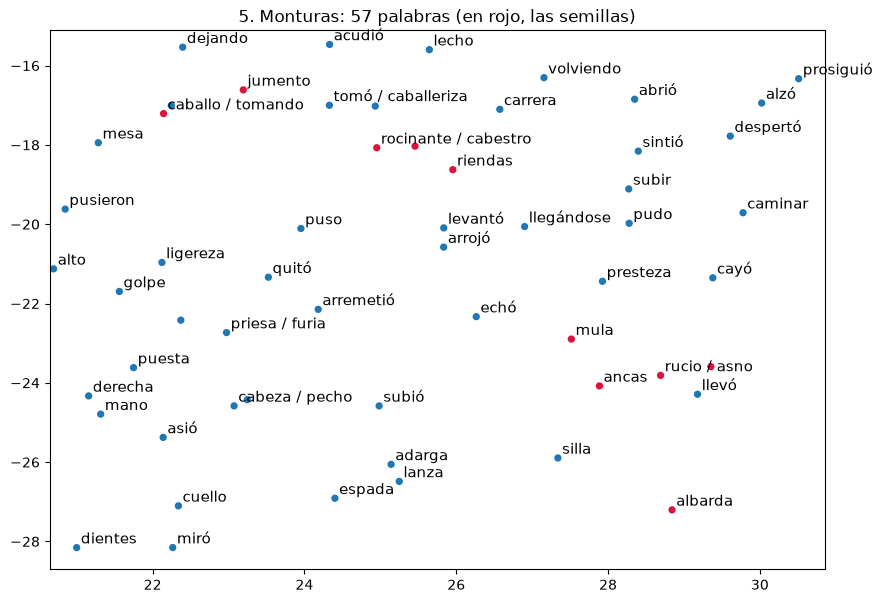 5. Monturas: 57 palabras (en rojo, las semillas)
dejando
acudió
lecho
volviendo
prosiguió
jumento
caballo / tomando
tomó / caballeriza
carrera
abrió
alzó
mesa
rocinante / cabestro
riendas
sintió
despertó
subir
pusieron
puso
levantó
llegándose
pudo
caminar
arrojó
alto
ligereza
quitó
presteza
cayó
golpe
arremetió
echó
priesa / furia
mula
puesta
rucio / asno
derecha
ancas
llevó
mano
cabeza / pecho
subió
asió
adarga
silla
lanza
cuello
espada
albarda
dientes
miró
−16
−18
−20
−22
−24
−26
−28
22 24 26 28 30